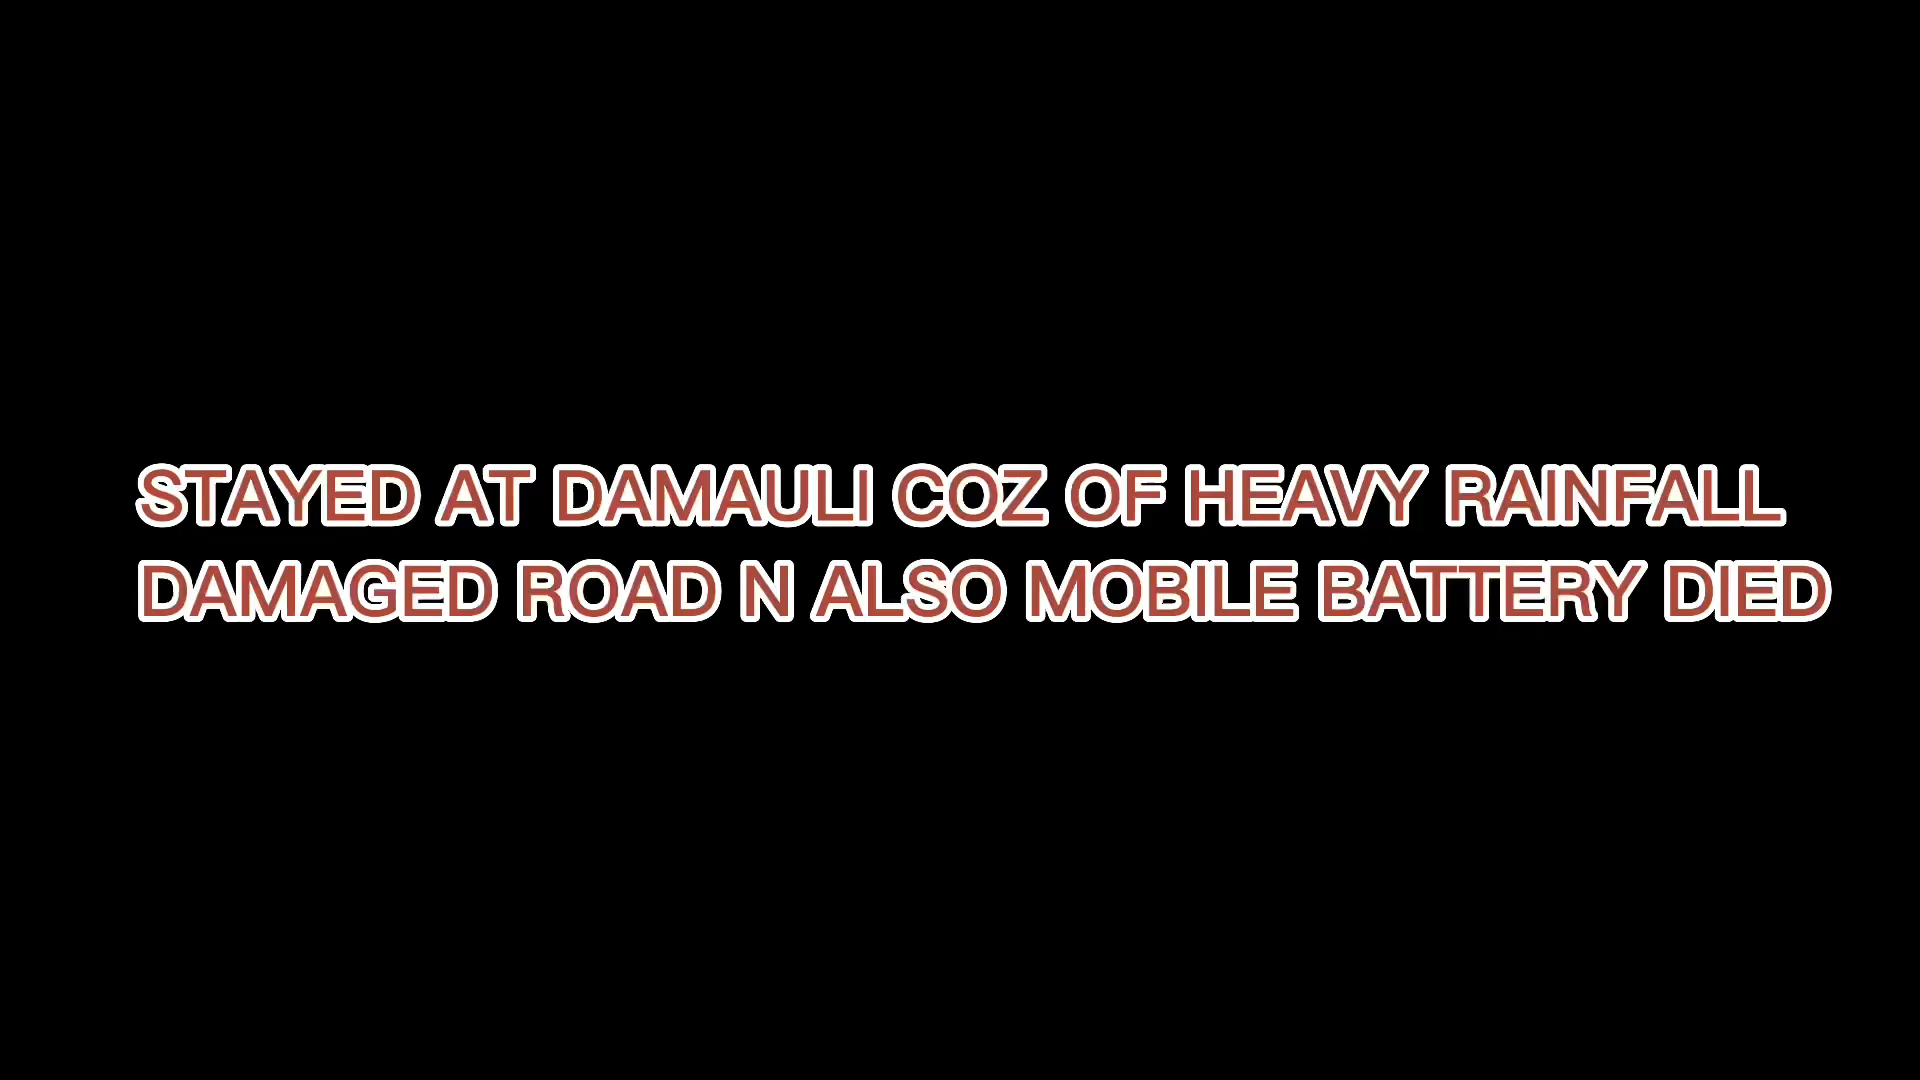 STAYED AT DAMAULI COZ OF HEAVY RAINFALL
DAMAGED ROAD N ALSO MOBILE BATTERY DIED